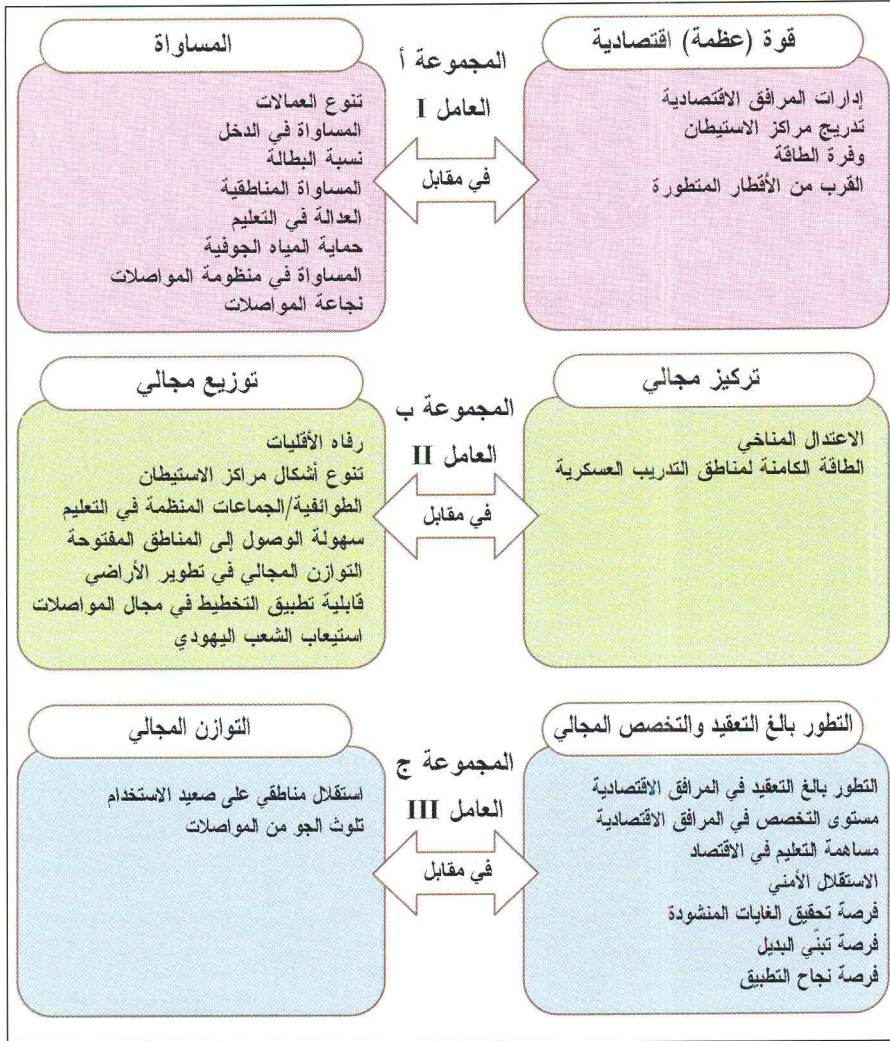 قوة (عظمة) اقتصادية
إدارات المرافق الاقتصادية
تدريج مراكز الاستيطان
وفرة الطاقة
القرب من الأقطار المتطورة
المجموعة أ
العامل I
في مقابل
المساواة
تنوع العمالات
المساواة في الدخل
نسبة البطالة
المساواة المناطقية
العدالة في التعليم
حماية المياه الجوفية
المساواة في منظومة المواصلات
نجاعة المواصلات
تركيز مجالي
الاعتدال المناخي
الطاقة الكامنة لمناطق التدريب العسكرية
المجموعة ب
العامل II
في مقابل
توزيع مجالي
رفاه الأقليات
تنوع أشكال مراكز الاستيطان
الطوائفية/الجماعات المنظمة في التعليم
سهولة الوصول إلى المناطق المفتوحة
التوازن المجالي في تطوير الأراضي
قابلية تطبيق التخطيط في مجال المواصلات
استيعاب الشعب اليهودي
التطور بالغ التعقيد والتخصص المجالي
التطور بالغ التعقيد في المرافق الاقتصادية
مستوى التخصص في المرافق الاقتصادية
مساهمة التعليم في الاقتصاد
الاستقلال الأمني
فرصة تحقيق الغايات المنشودة
فرصة تبنّي البديل
فرصة نجاح التطبيق
المجموعة ج
العامل III
في مقابل
التوازن المجالي
استقلال مناطقي على صعيد الاستخدام
تلوث الجو من المواصلات